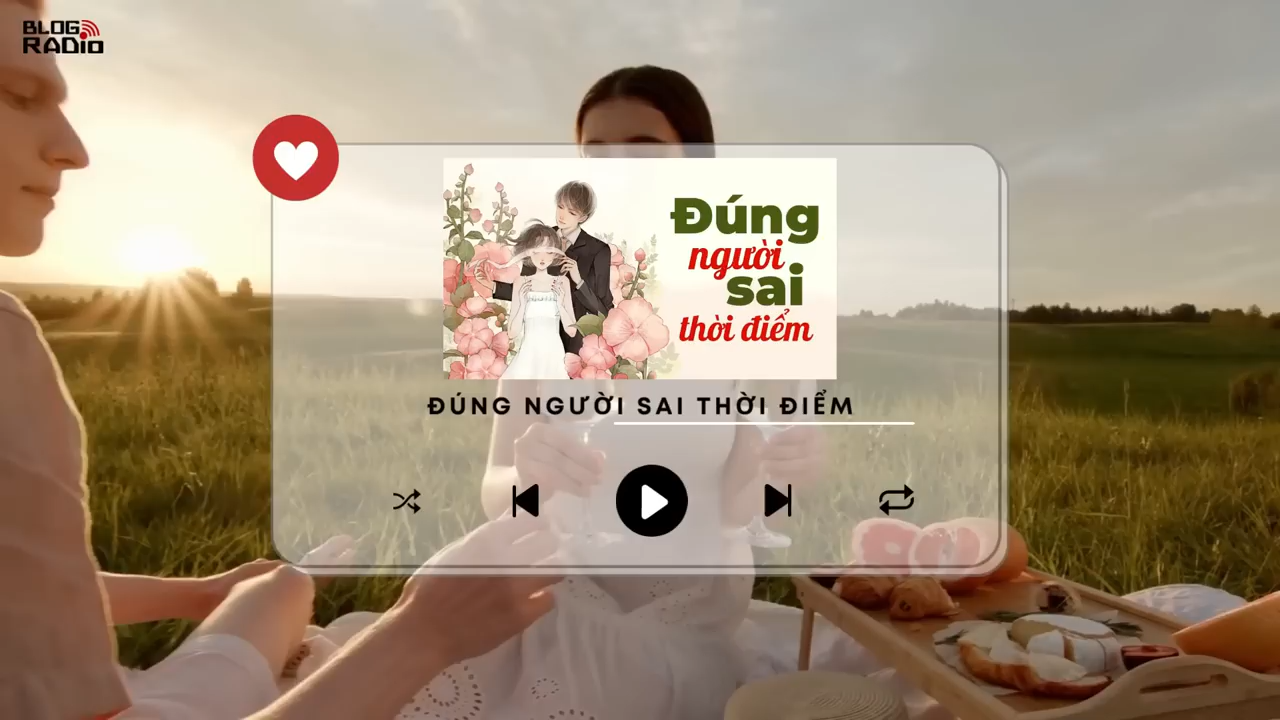 BLOG
RADIO
Đúng
người
sai
thời điểm
ĐÚNG NGƯỜI SAI THỜI ĐIỂM